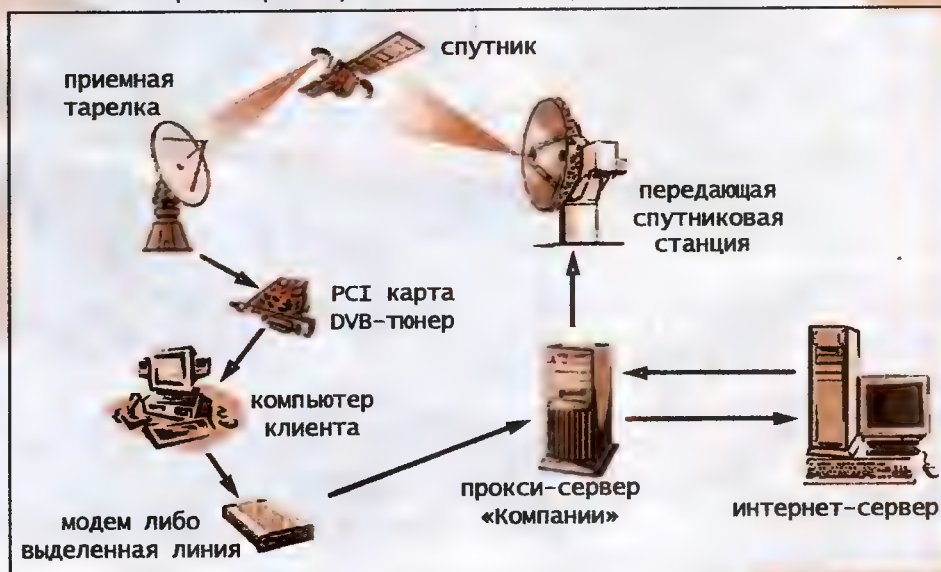 спутник
приемная
тарелка
передающая
спутниковая
станция
PCI карта
DVB-тюнер
компьютер
клиента
прокси-сервер
«Компании»
интернет-сервер
модем либо
выделенная линия